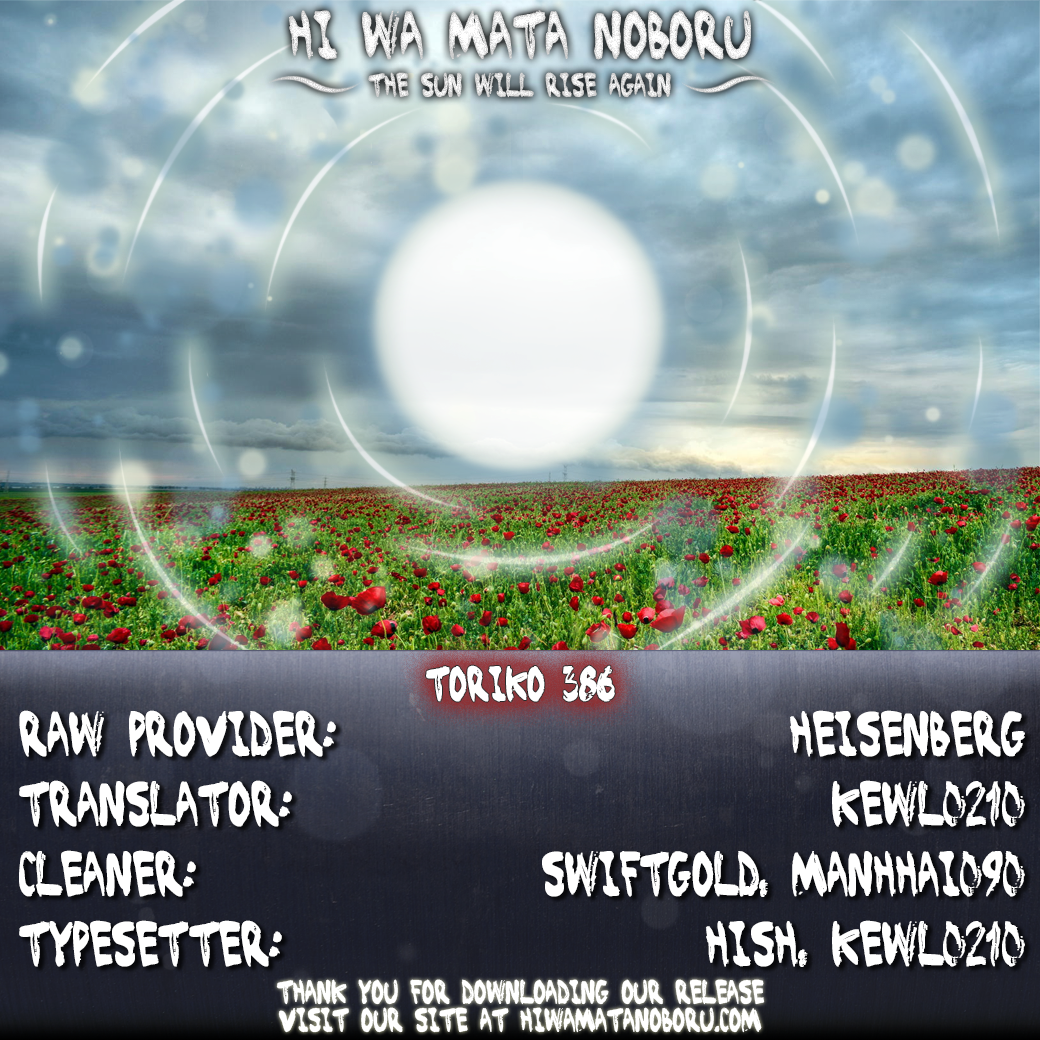 HI WA MATA NOBORU
THE SUN WILL RISE AGAIN
TORIKO 386
RAW PROVIDER: HEISENBERG
TRANSLATOR: KEWL0210
CLEANER: SWIFTGOLD, MANHHAI090
TYPESETTER: HISH, KEWL0210
THANK YOU FOR DOWNLOADING OUR RELEASE
VISIT OUR SITE AT HIWAMATANOBORU.COM